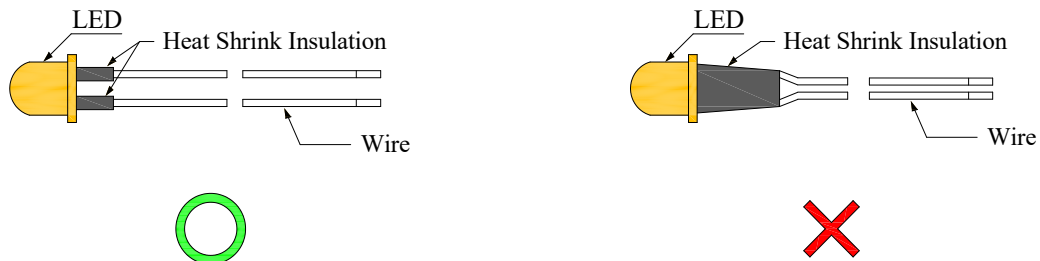 LED
Heat Shrink Insulation
Wire
LED
Heat Shrink Insulation
Wire